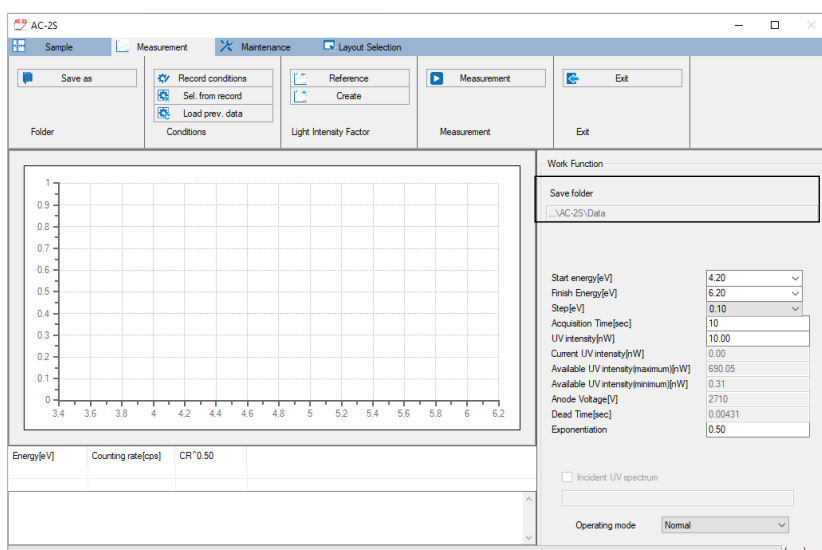 AC-2S
Sample Measurement Maintenance Layout Selection
Save as Record conditions Reference Measurement Exit
Sel. from record Create
Load prev. data
Folder Conditions Light Intensity Factor Measurement Exit
Work Function
Save folder
...\AC-2S\Data
1
0.9
0.8
0.7
0.6
0.5
0.4
0.3
0.2
0.1
0
3.4 3.6 3.8 4 4.2 4.4 4.6 4.8 5 5.2 5.4 5.6 5.8 6 6.2
Start energy[eV] 4.20
Finish Energy[eV] 6.20
Step[eV] 0.10
Acquisition Time[sec] 10
UV intensity[nW] 10.00
Current UV intensity[nW] 0.00
Available UV intensity(maximum)[nW] 690.05
Available UV intensity(minimum)[nW] 0.31
Anode Voltage[V] 2710
Dead Time[sec] 0.00431
Exponentiation 0.50
Energy[eV] Counting rate[cps] CR^0.50
Incident UV spectrum
Operating mode Normal